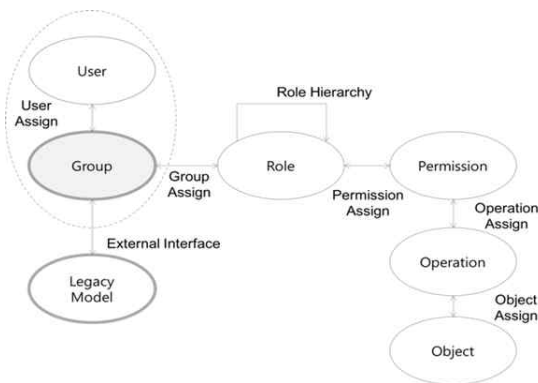 User
Role Hierarchy
User
Assign
Group
Group
Assign
Role
Permission
Assign
Permission
Operation
Assign
External Interface
Operation
Legacy
Model
Object
Assign
Object